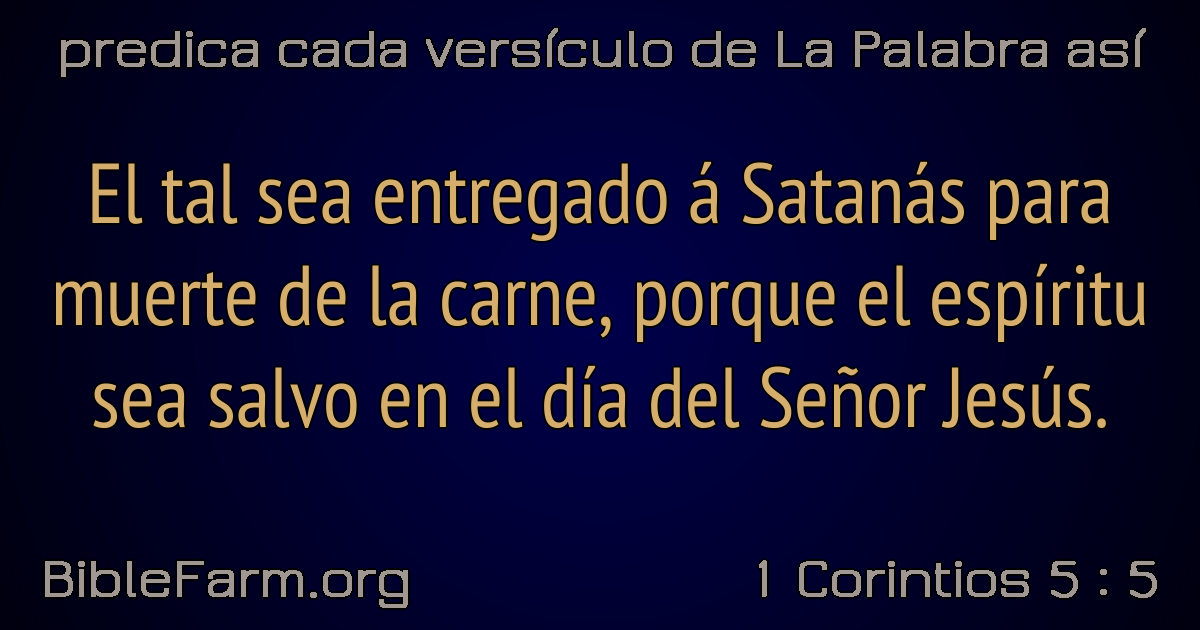 predica cada versículo de La Palabra así
El tal sea entregado á Satanás para
muerte de la carne, porque el espíritu
sea salvo en el día del Señor Jesús.
BibleFarm.org
1 Corintios 5 : 5